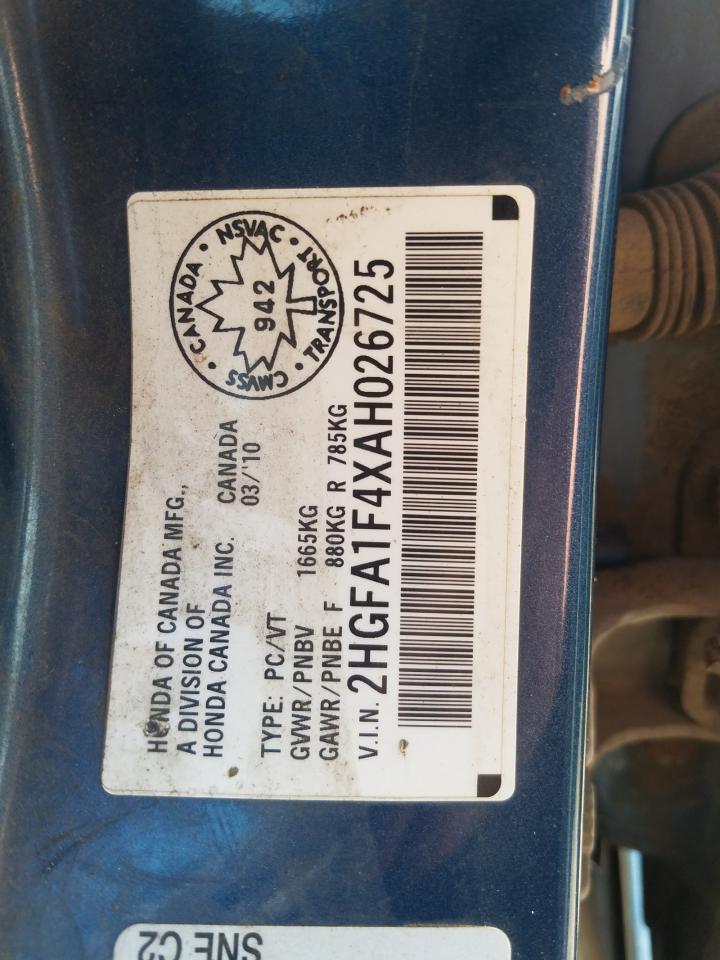 HONDA OF CANADA MFG.,
A DIVISION OF
HONDA CANADA INC. CANADA
03/'10
TYPE: PC/VT
GVWR/PNBV 1665KG
GAWR/PNBE F 880KG R 785KG
V.I.N. 2HGFA1F4XAH026725
CANADA • NSVAC • TRANSPORT • CMVSS •
942
SNE C2